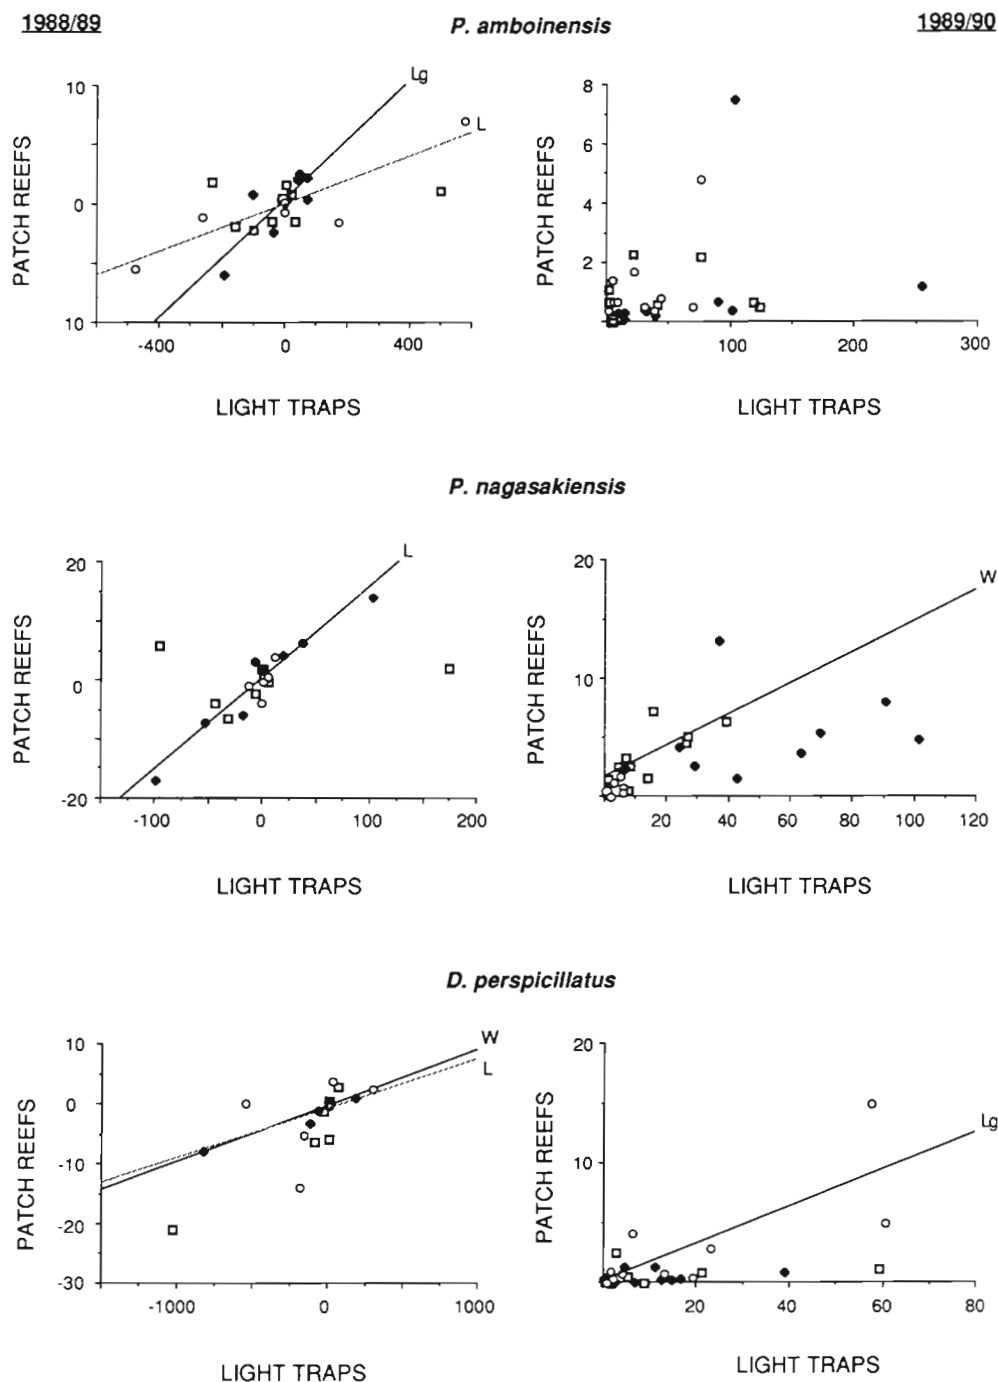 1988/89 P. amboinensis 1989/90
10 0 10
PATCH REEFS
Lg
L
-400 0 400
LIGHT TRAPS
8 6 4 2
PATCH REEFS
100 200 300
LIGHT TRAPS
P. nagasakiensis
20 10 0 -10 -20
PATCH REEFS
L
-100 0 100 200
LIGHT TRAPS
20 10
PATCH REEFS
W
20 40 60 80 100 120
LIGHT TRAPS
D. perspicillatus
10 0 -10 -20 -30
PATCH REEFS
W
L
-1000 0 1000
LIGHT TRAPS
20 10
PATCH REEFS
Lg
20 40 60 80
LIGHT TRAPS